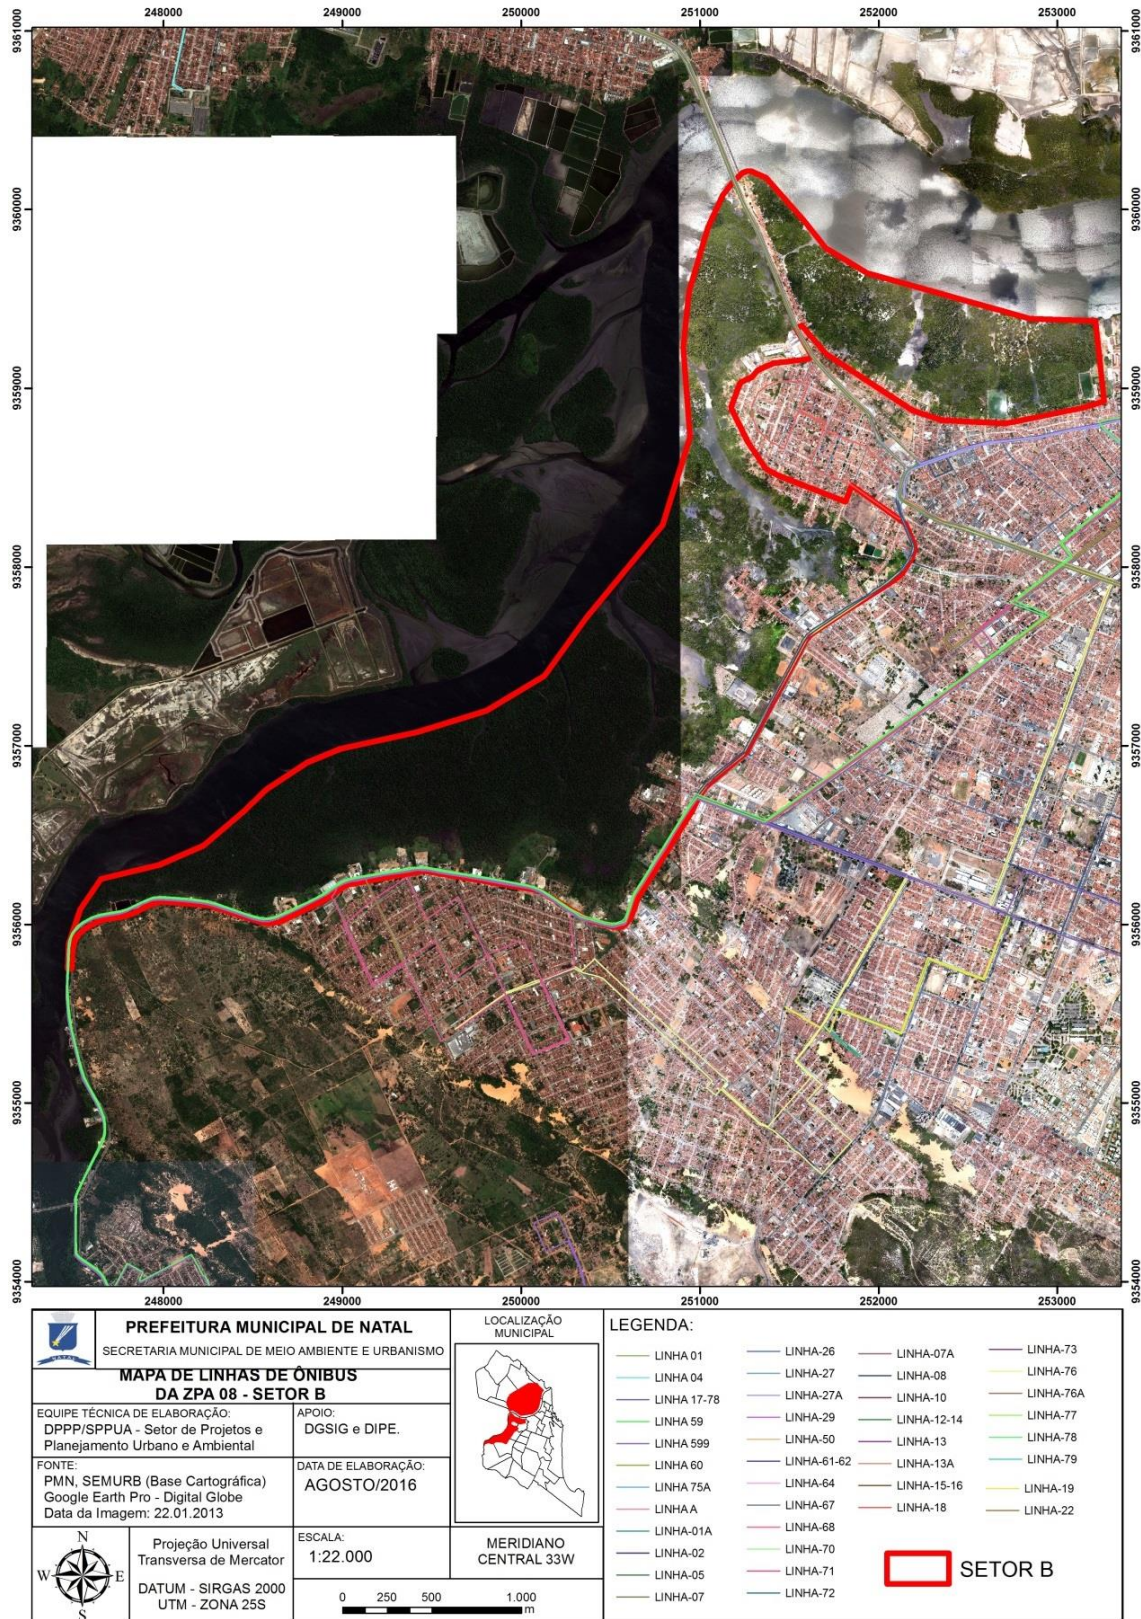 248000 249000 250000 251000 252000 253000
9361000 9361000
9360000 9360000
9359000 9359000
9358000 9358000
9357000 9357000
9356000 9356000
9355000 9355000
9354000 9354000
248000 249000 250000 251000 252000 253000
NATAL
PREFEITURA MUNICIPAL DE NATAL
SECRETARIA MUNICIPAL DE MEIO AMBIENTE E URBANISMO
MAPA DE LINHAS DE ÔNIBUS
DA ZPA 08 - SETOR B
EQUIPE TÉCNICA DE ELABORAÇÃO:
DPPP/SPPUA - Setor de Projetos e
Planejamento Urbano e Ambiental
APOIO:
DGSIG e DIPE.
FONTE:
PMN, SEMURB (Base Cartográfica)
Google Earth Pro - Digital Globe
Data da Imagem: 22.01.2013
DATA DE ELABORAÇÃO:
AGOSTO/2016
N
W E
S
Projeção Universal
Transversa de Mercator
DATUM - SIRGAS 2000
UTM - ZONA 25S
ESCALA:
1:22.000
0 250 500 1.000
m
LOCALIZAÇÃO
MUNICIPAL
MERIDIANO
CENTRAL 33W
LEGENDA:
LINHA 01
LINHA 04
LINHA 17-78
LINHA 59
LINHA 599
LINHA 60
LINHA 75A
LINHA A
LINHA-01A
LINHA-02
LINHA-05
LINHA-07
LINHA-26
LINHA-27
LINHA-27A
LINHA-29
LINHA-50
LINHA-61-62
LINHA-64
LINHA-67
LINHA-68
LINHA-70
LINHA-71
LINHA-72
LINHA-07A
LINHA-08
LINHA-10
LINHA-12-14
LINHA-13
LINHA-13A
LINHA-15-16
LINHA-18
LINHA-73
LINHA-76
LINHA-76A
LINHA-77
LINHA-78
LINHA-79
LINHA-19
LINHA-22
SETOR B